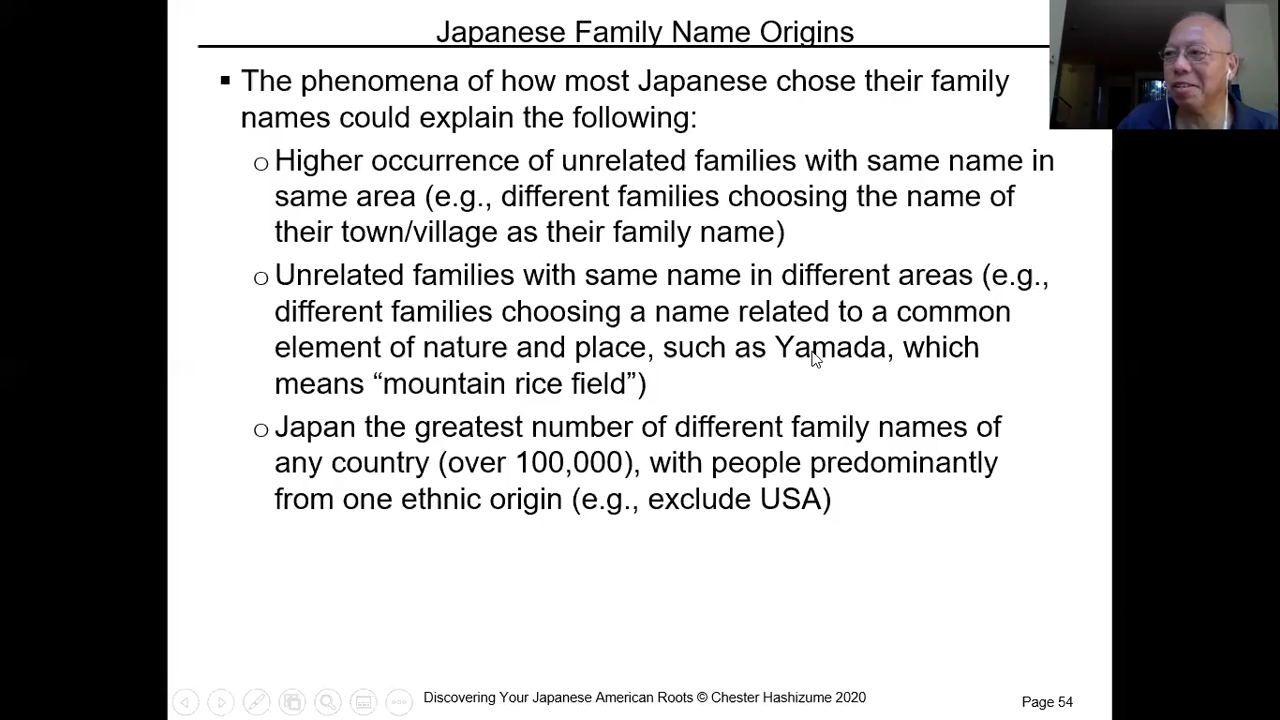 Japanese Family Name Origins
▪ The phenomena of how most Japanese chose their family
names could explain the following:
o Higher occurrence of unrelated families with same name in
same area (e.g., different families choosing the name of
their town/village as their family name)
o Unrelated families with same name in different areas (e.g.,
different families choosing a name related to a common
element of nature and place, such as Yamada, which
means “mountain rice field”)
o Japan the greatest number of different family names of
any country (over 100,000), with people predominantly
from one ethnic origin (e.g., exclude USA)
Discovering Your Japanese American Roots © Chester Hashizume 2020
Page 54